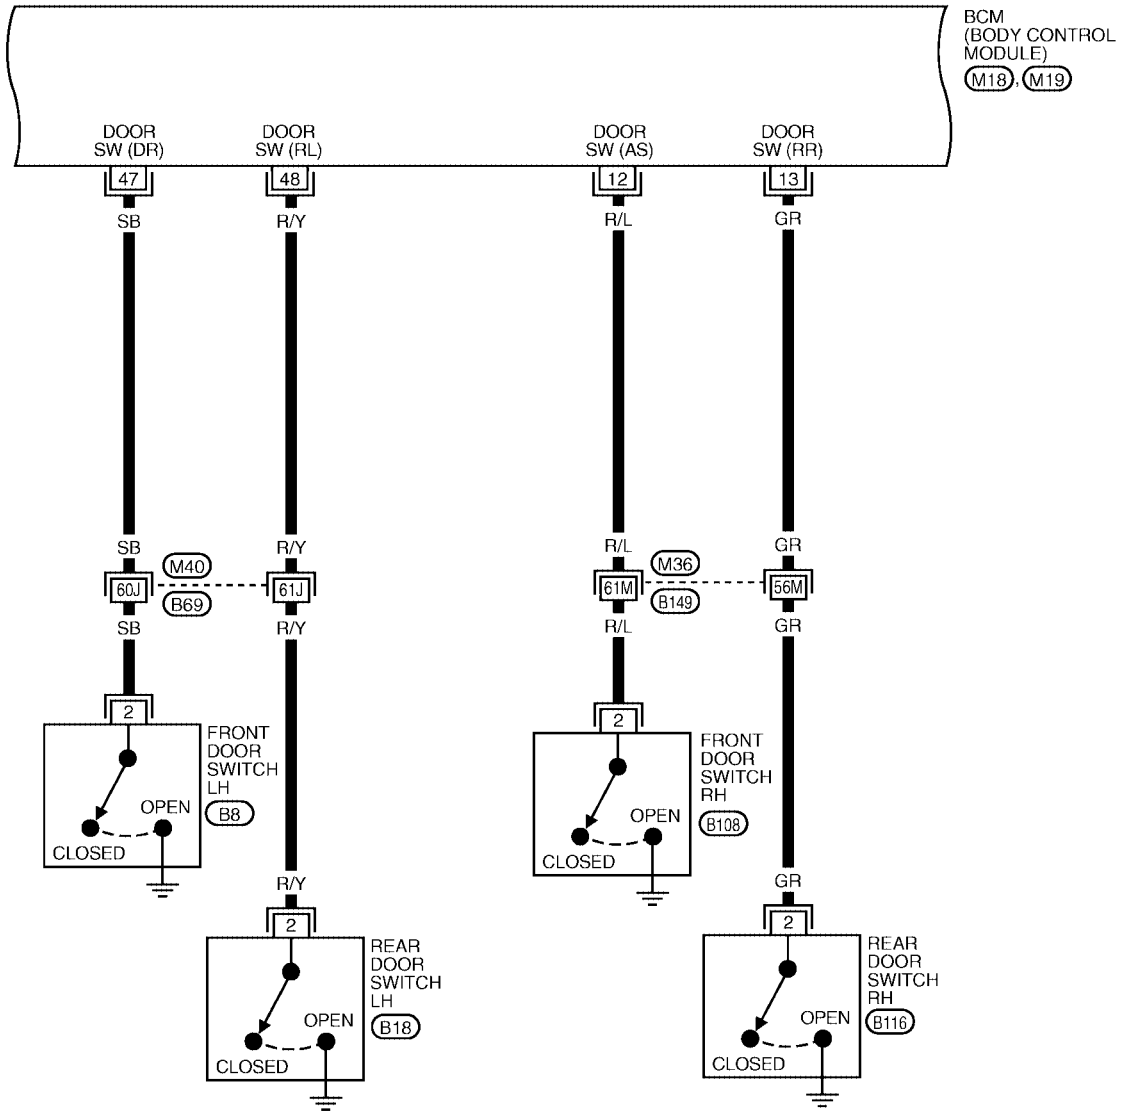 BCM
(BODY CONTROL
MODULE)
M18, M19
DOOR
SW (DR)
DOOR
SW (RL)
DOOR
SW (AS)
DOOR
SW (RR)
47
48
12
13
SB
R/Y
R/L
GR
SB
R/Y
R/L
GR
M40
M36
60J
61J
61M
56M
B69
B149
SB
R/Y
R/L
GR
2
FRONT
DOOR
SWITCH
LH
B8
OPEN
CLOSED
2
FRONT
DOOR
SWITCH
RH
B108
OPEN
CLOSED
R/Y
GR
2
REAR
DOOR
SWITCH
LH
B18
OPEN
CLOSED
2
REAR
DOOR
SWITCH
RH
B116
OPEN
CLOSED